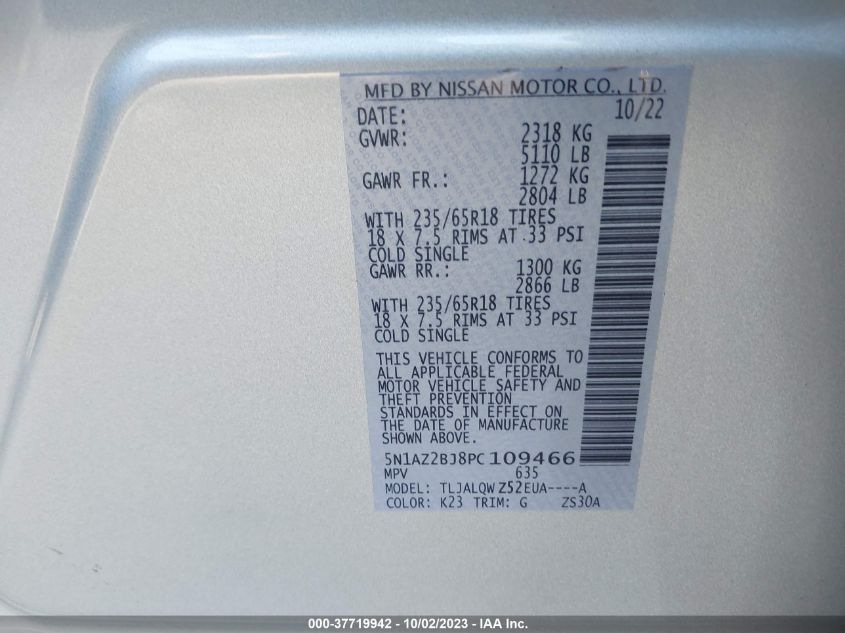 MFD BY NISSAN MOTOR CO., LTD.
DATE: 10/22
GVWR: 2318 KG
5110 LB
GAWR FR.: 1272 KG
2804 LB
WITH 235/65R18 TIRES
18 X 7.5 RIMS AT 33 PSI
COLD SINGLE
GAWR RR.: 1300 KG
2866 LB
WITH 235/65R18 TIRES
18 X 7.5 RIMS AT 33 PSI
COLD SINGLE
THIS VEHICLE CONFORMS TO
ALL APPLICABLE FEDERAL
MOTOR VEHICLE SAFETY AND
THEFT PREVENTION
STANDARDS IN EFFECT ON
THE DATE OF MANUFACTURE
SHOWN ABOVE.
5N1AZ2BJ8PC109466
MPV 635
MODEL: TLJALQWZ52EUA----A
COLOR: K23 TRIM: G ZS30A
000-37719942 - 10/02/2023 - IAA Inc.